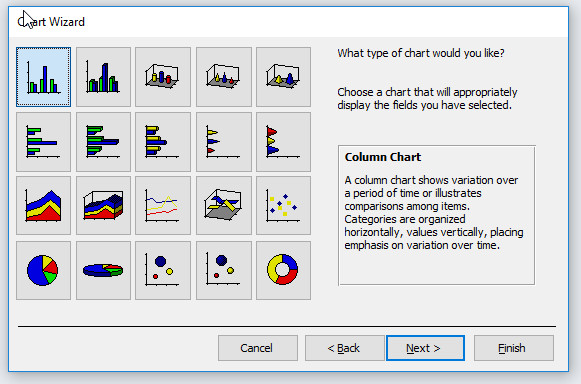 Chart Wizard
What type of chart would you like?
Choose a chart that will appropriately
display the fields you have selected.
Column Chart
A column chart shows variation over
a period of time or illustrates
comparisons among items.
Categories are organized
horizontally, values vertically, placing
emphasis on variation over time.
Cancel
< Back
Next >
Finish